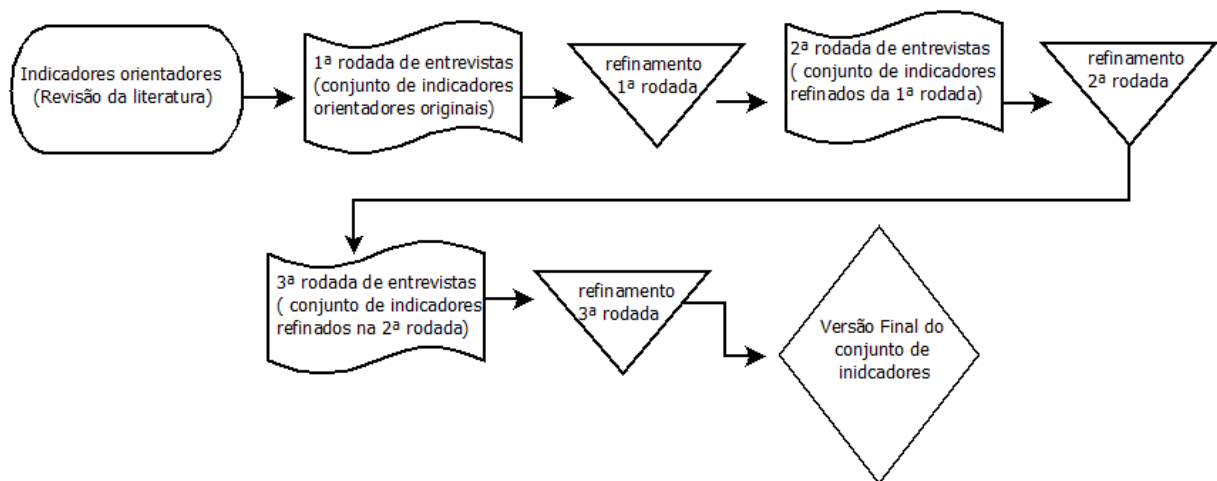 Indicadores orientadores
(Revisão da literatura)
1ª rodada de entrevistas
(conjunto de indicadores
orientadores originais)
refinamento
1ª rodada
2ª rodada de entrevistas
( conjunto de indicadores
refinados da 1ª rodada)
refinamento
2ª rodada
3ª rodada de entrevistas
( conjunto de indicadores
refinados na 2ª rodada)
refinamento
3ª rodada
Versão Final do
conjunto de
inidcadores